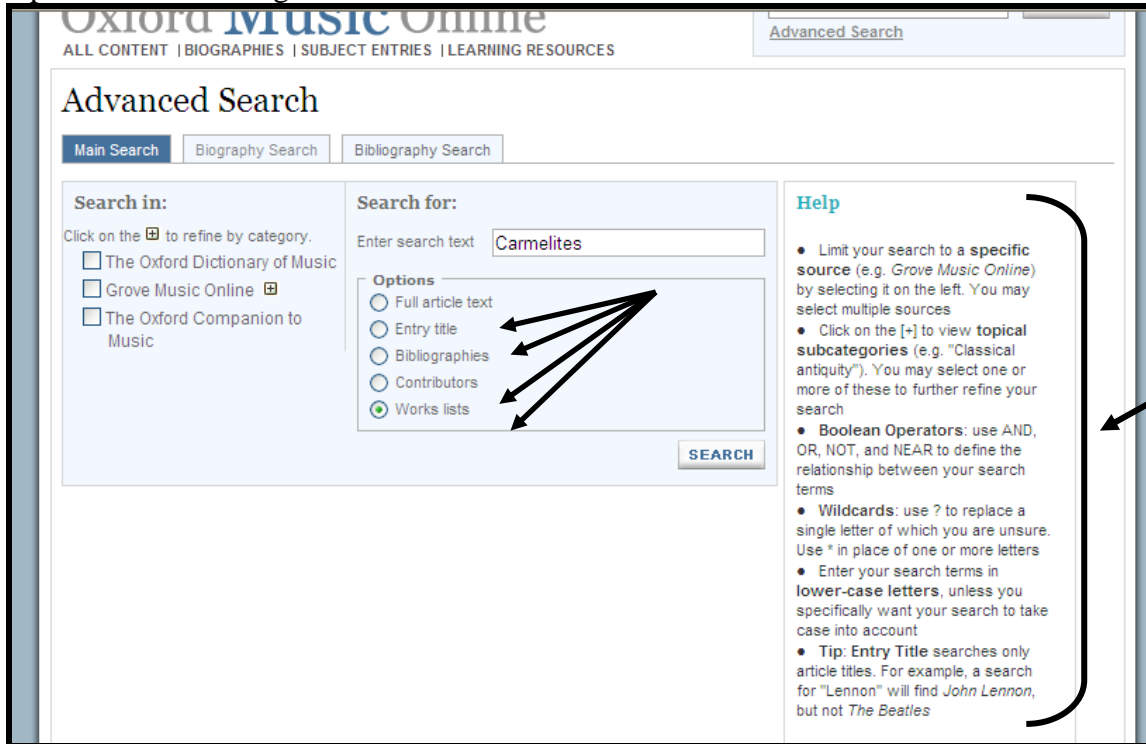 Oxford Music Online
ALL CONTENT | BIOGRAPHIES | SUBJECT ENTRIES | LEARNING RESOURCES
Advanced Search
Advanced Search
Main Search
Biography Search
Bibliography Search
Search in:
Click on the + to refine by category.
The Oxford Dictionary of Music
Grove Music Online +
The Oxford Companion to
Music
Search for:
Enter search text Carmelites
Options
Full article text
Entry title
Bibliographies
Contributors
Works lists
SEARCH
Help
● Limit your search to a specific
source (e.g. Grove Music Online)
by selecting it on the left. You may
select multiple sources
● Click on the [+] to view topical
subcategories (e.g. "Classical
antiquity"). You may select one or
more of these to further refine your
search
● Boolean Operators: use AND,
OR, NOT, and NEAR to define the
relationship between your search
terms
● Wildcards: use ? to replace a
single letter of which you are unsure.
Use * in place of one or more letters
● Enter your search terms in
lower-case letters, unless you
specifically want your search to take
case into account
● Tip: Entry Title searches only
article titles. For example, a search
for "Lennon" will find John Lennon,
but not The Beatles